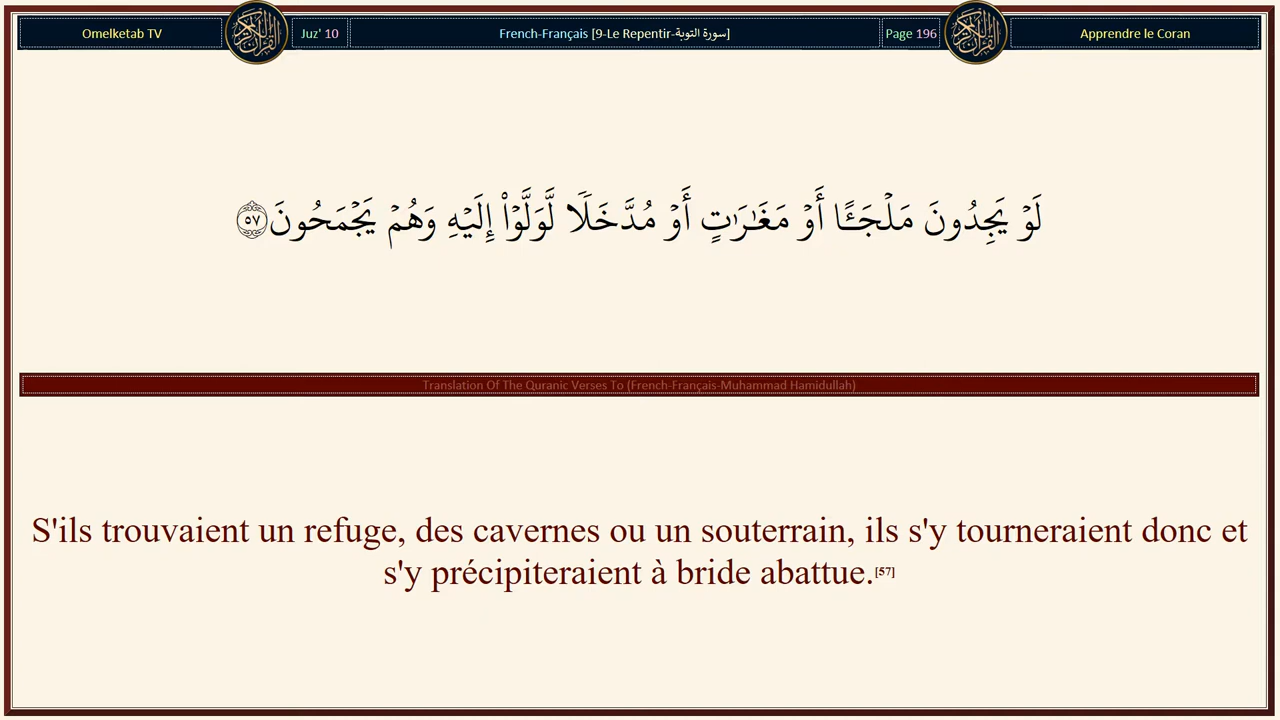 Omelketab TV
Juz' 10
French-Français [9-Le Repentir-سورة التوبة]
Page 196
Apprendre le Coran
لَوۡ يَجِدُونَ مَلۡجَـًٔا أَوۡ مَغَٰرَٰتٍ أَوۡ مُدَّخَلٗا لَّوَلَّوۡاْ إِلَيۡهِ وَهُمۡ يَجۡمَحُونَ ٥٧
Translation Of The Quranic Verses To (French-Français-Muhammad Hamidullah)
S'ils trouvaient un refuge, des cavernes ou un souterrain, ils s'y tourneraient donc et
s'y précipiteraient à bride abattue.[57]